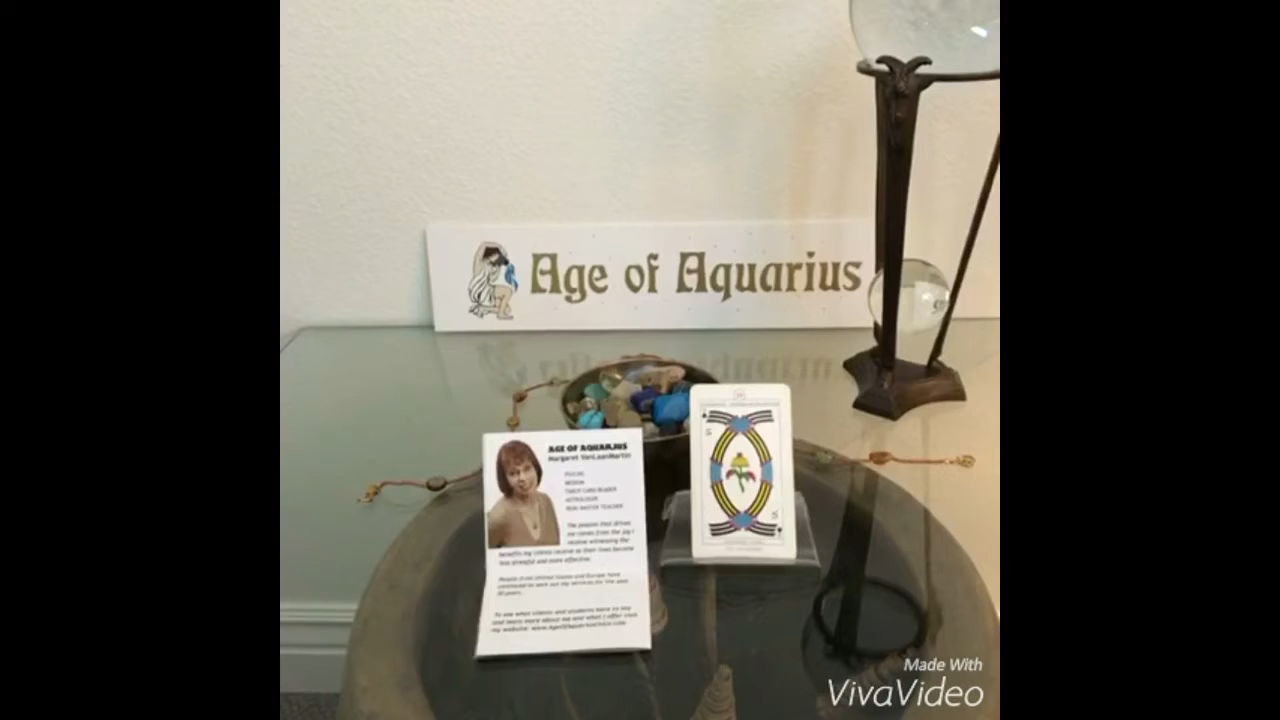 Age of Aquarius
AGE OF AQUARIUS
Margaret VanLaanMartin
PSYCHIC
MEDIUM
TAROT CARD READER
ASTROLOGER
REIKI MASTER TEACHER
The passion that drives
me comes from the joy I
receive witnessing the
benefits my clients receive as their lives become
less stressful and more effective.
People from United States and Europe have
continued to seek out my services for the past
30 years.
To see what clients and students have to say
and learn more about me and what I offer visit
my website:
5
5
Made With
VivaVideo